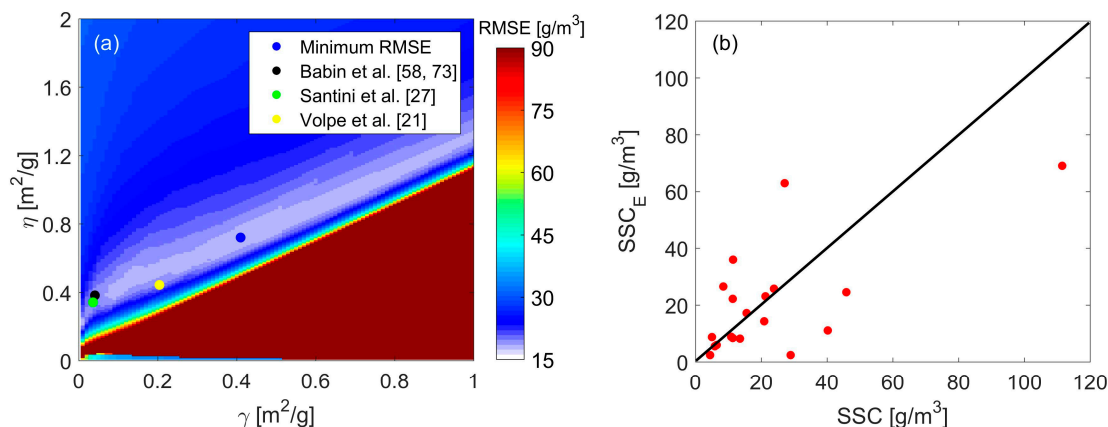 (a)
RMSE [g/m³]
Minimum RMSE
Babin et al. [58, 73]
Santini et al. [27]
Volpe et al. [21]
2
1.6
1.2
0.8
0.4
0
η [m²/g]
0 0.2 0.4 0.6 0.8 1
γ [m²/g]
90
75
60
45
30
15
(b)
120
100
80
60
40
20
0
SSC_E [g/m³]
0 20 40 60 80 100 120
SSC [g/m³]